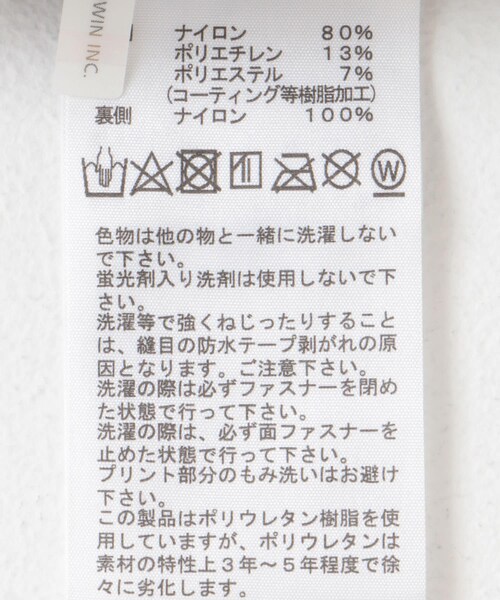 WIN INC.
ナイロン 80%
ポリエチレン 13%
ポリエステル 7%
(コーティング等樹脂加工)
裏側 ナイロン 100%
W
色物は他の物と一緒に洗濯しない
で下さい。
蛍光剤入り洗剤は使用しないで下
さい。
洗濯等で強くねじったりすること
は、縫目の防水テープ剥がれの原
因となります。ご注意下さい。
洗濯の際は必ずファスナーを閉め
た状態で行って下さい。
洗濯の際は、必ず面ファスナーを
止めた状態で行って下さい。
プリント部分のもみ洗いはお避け
下さい。
この製品はポリウレタン樹脂を使
用していますが、ポリウレタンは
素材の特性上3年～5年程度で徐
々に劣化します。